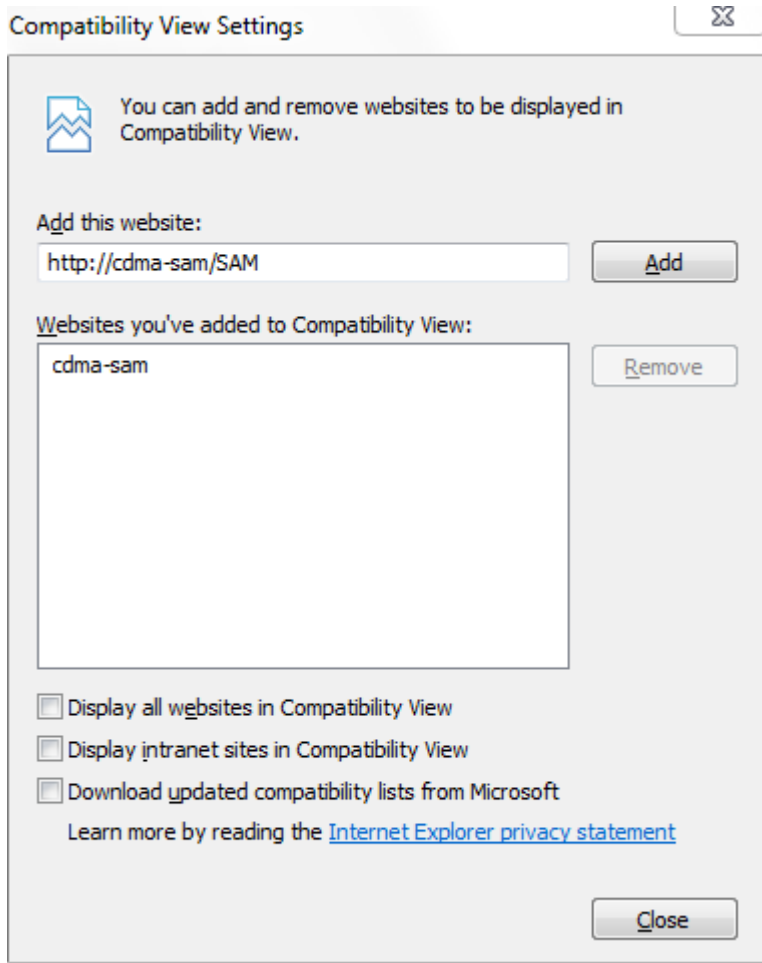 Compatibility View Settings
You can add and remove websites to be displayed in
Compatibility View.
Add this website:
http://cdma-sam/SAM
Add
Websites you've added to Compatibility View:
cdma-sam
Remove
Display all websites in Compatibility View
Display intranet sites in Compatibility View
Download updated compatibility lists from Microsoft
Learn more by reading the Internet Explorer privacy statement
Close